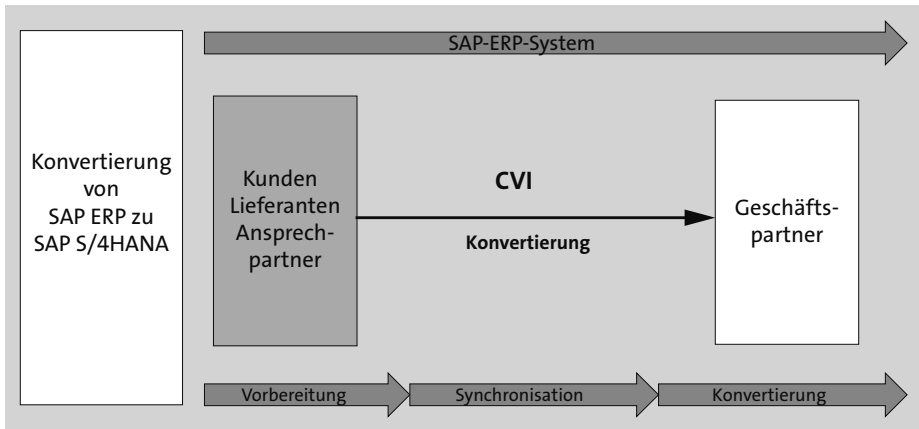 SAP-ERP-System
Konvertierung
von
SAP ERP zu
SAP S/4HANA
Kunden
Lieferanten
Ansprech-
partner
CVI
Konvertierung
Geschäfts-
partner
Vorbereitung
Synchronisation
Konvertierung